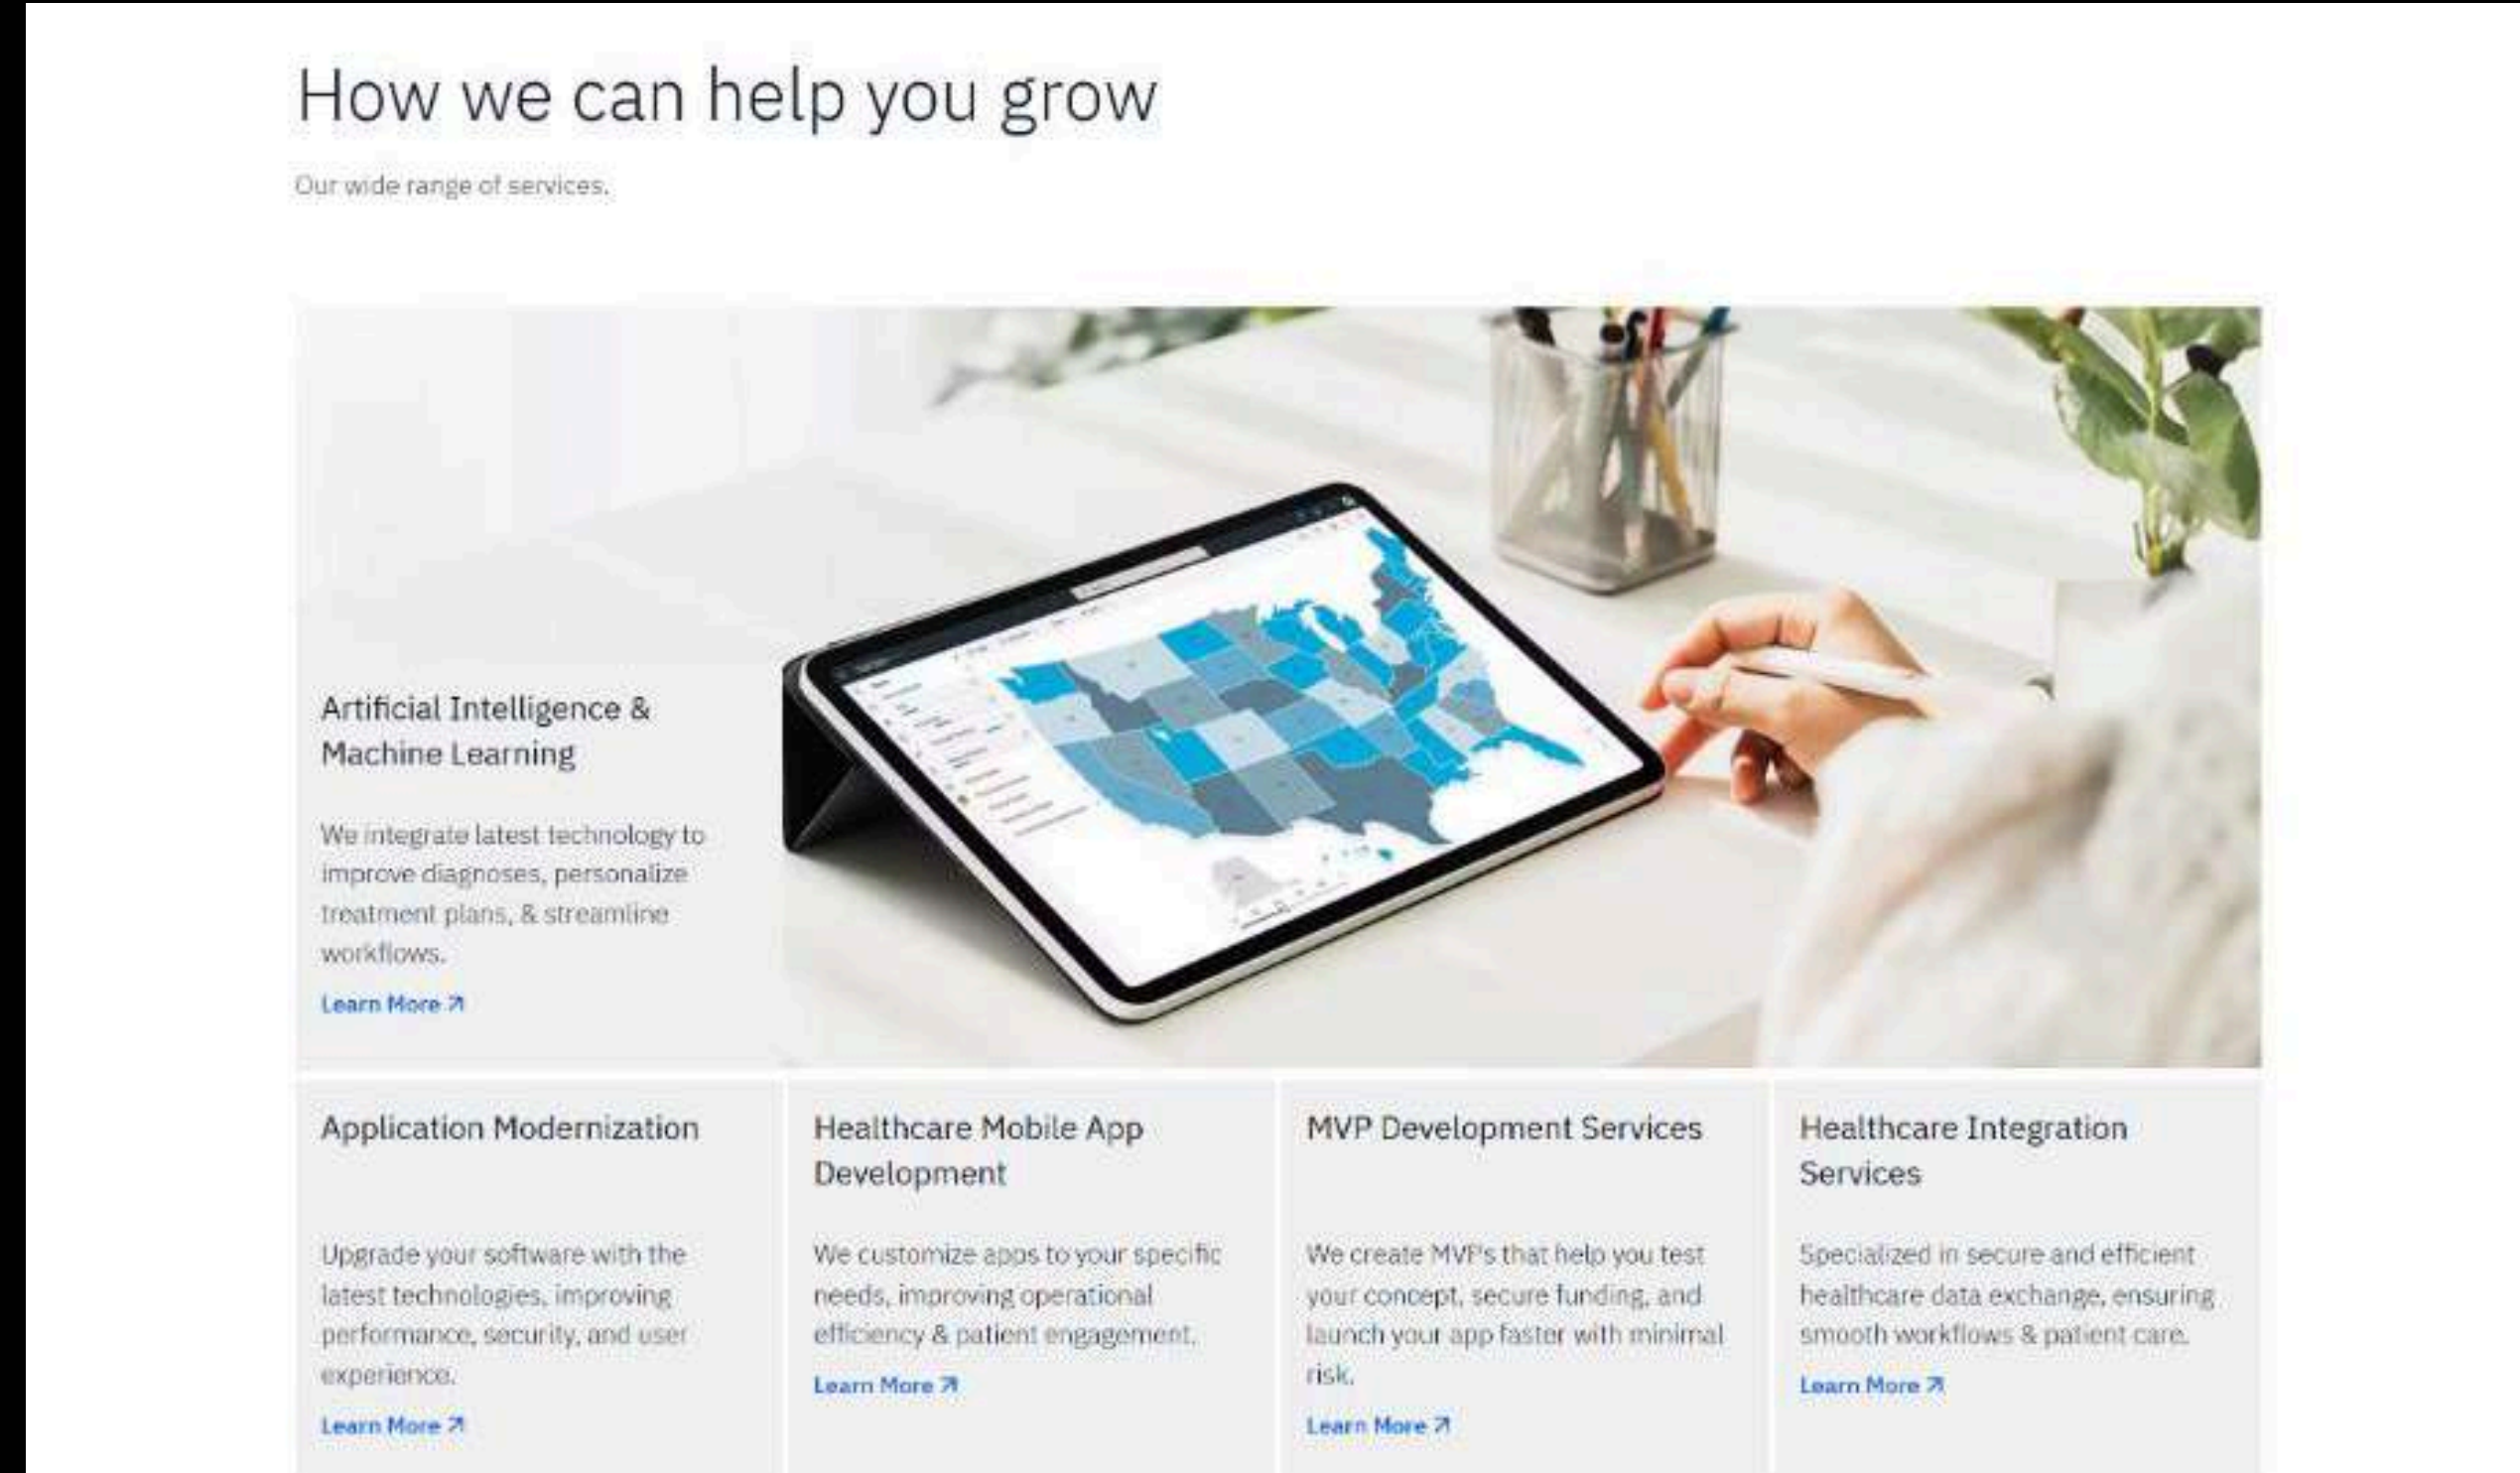 How we can help you grow
Our wide range of services.
Artificial Intelligence &
Machine Learning
We integrate latest technology to
improve diagnoses, personalize
treatment plans, & streamline
workflows.
Learn More
Application Modernization
Upgrade your software with the
latest technologies, improving
performance, security, and user
experience.
Learn More
Healthcare Mobile App
Development
We customize apps to your specific
needs, improving operational
efficiency & patient engagement.
Learn More
MVP Development Services
We create MVP's that help you test
your concept, secure funding, and
launch your app faster with minimal
risk.
Learn More
Healthcare Integration
Services
Specialized in secure and efficient
healthcare data exchange, ensuring
smooth workflows & patient care.
Learn More